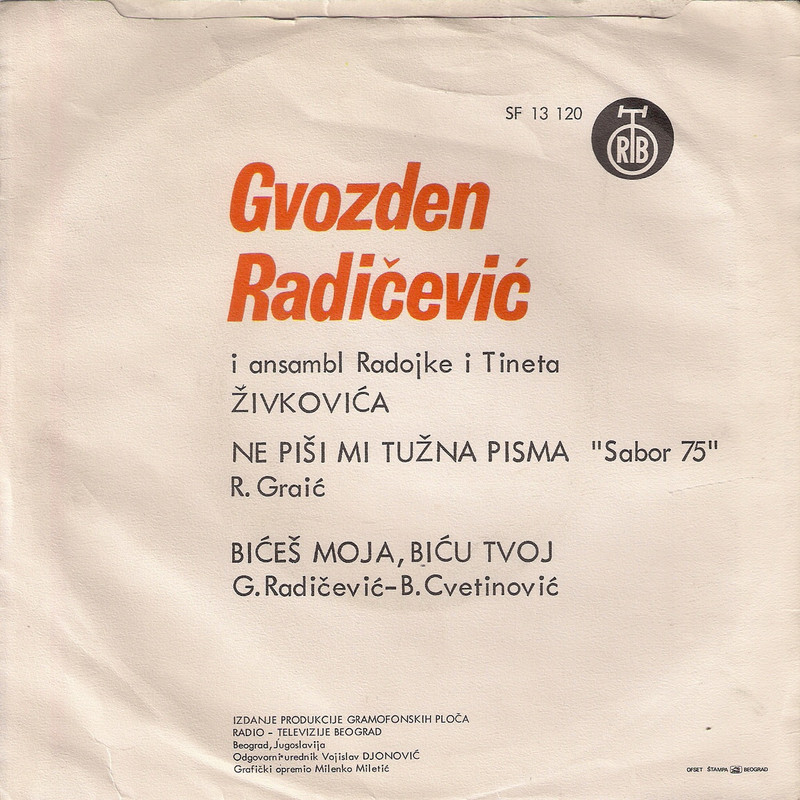 SF 13 120
RTB
Gvozden
Radičević
i ansambl Radojke i Tineta
ŽIVKOVIĆA
NE PIŠI MI TUŽNA PISMA "Sabor 75"
R. Graić
BIĆEŠ MOJA, BIĆU TVOJ
G. Radičević-B. Cvetinović
IZDANJE PRODUKCIJE GRAMOFONSKIH PLOČA
RADIO - TELEVIZIJE BEOGRAD
Beograd, Jugoslavija
Odgovorni urednik Vojislav DJONOVIĆ
Grafički opremio Milenko Miletić
OFSET ŠTAMPA BEOGRAD